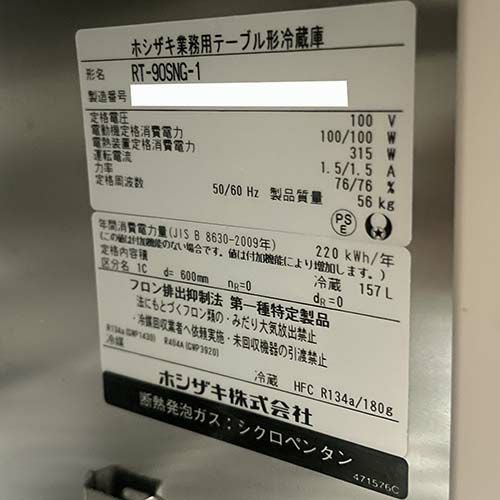 ホシザキ業務用テーブル形冷蔵庫
形名 RT-90SNG-1
製造番号
定格電圧 100 V
電動機定格消費電力 100/100 W
電熱装置定格消費電力 315 W
運転電流 1.5/1.5 A
力率 76/76 %
定格周波数 50/60 Hz 製品質量 56 kg
PS
E
年間消費電力量(JIS B 8630-2009年) 220 kWh/年
(この値は付加機能のない場合です。値は付加機能により増加します。)
定格内容積 冷蔵 157 L
区分名 1C d= 600mm nR=0 dR=0
フロン排出抑制法 第一種特定製品
法にもとづくフロン類の・みだり大気放出禁止
・冷媒回収業者へ依頼実施・未回収機器の引渡禁止
R134a(GWP1430) R404A(GWP3920)
冷媒 冷蔵 HFC R134a/180g
ホシザキ株式会社
断熱発泡ガス：シクロペンタン
471576C